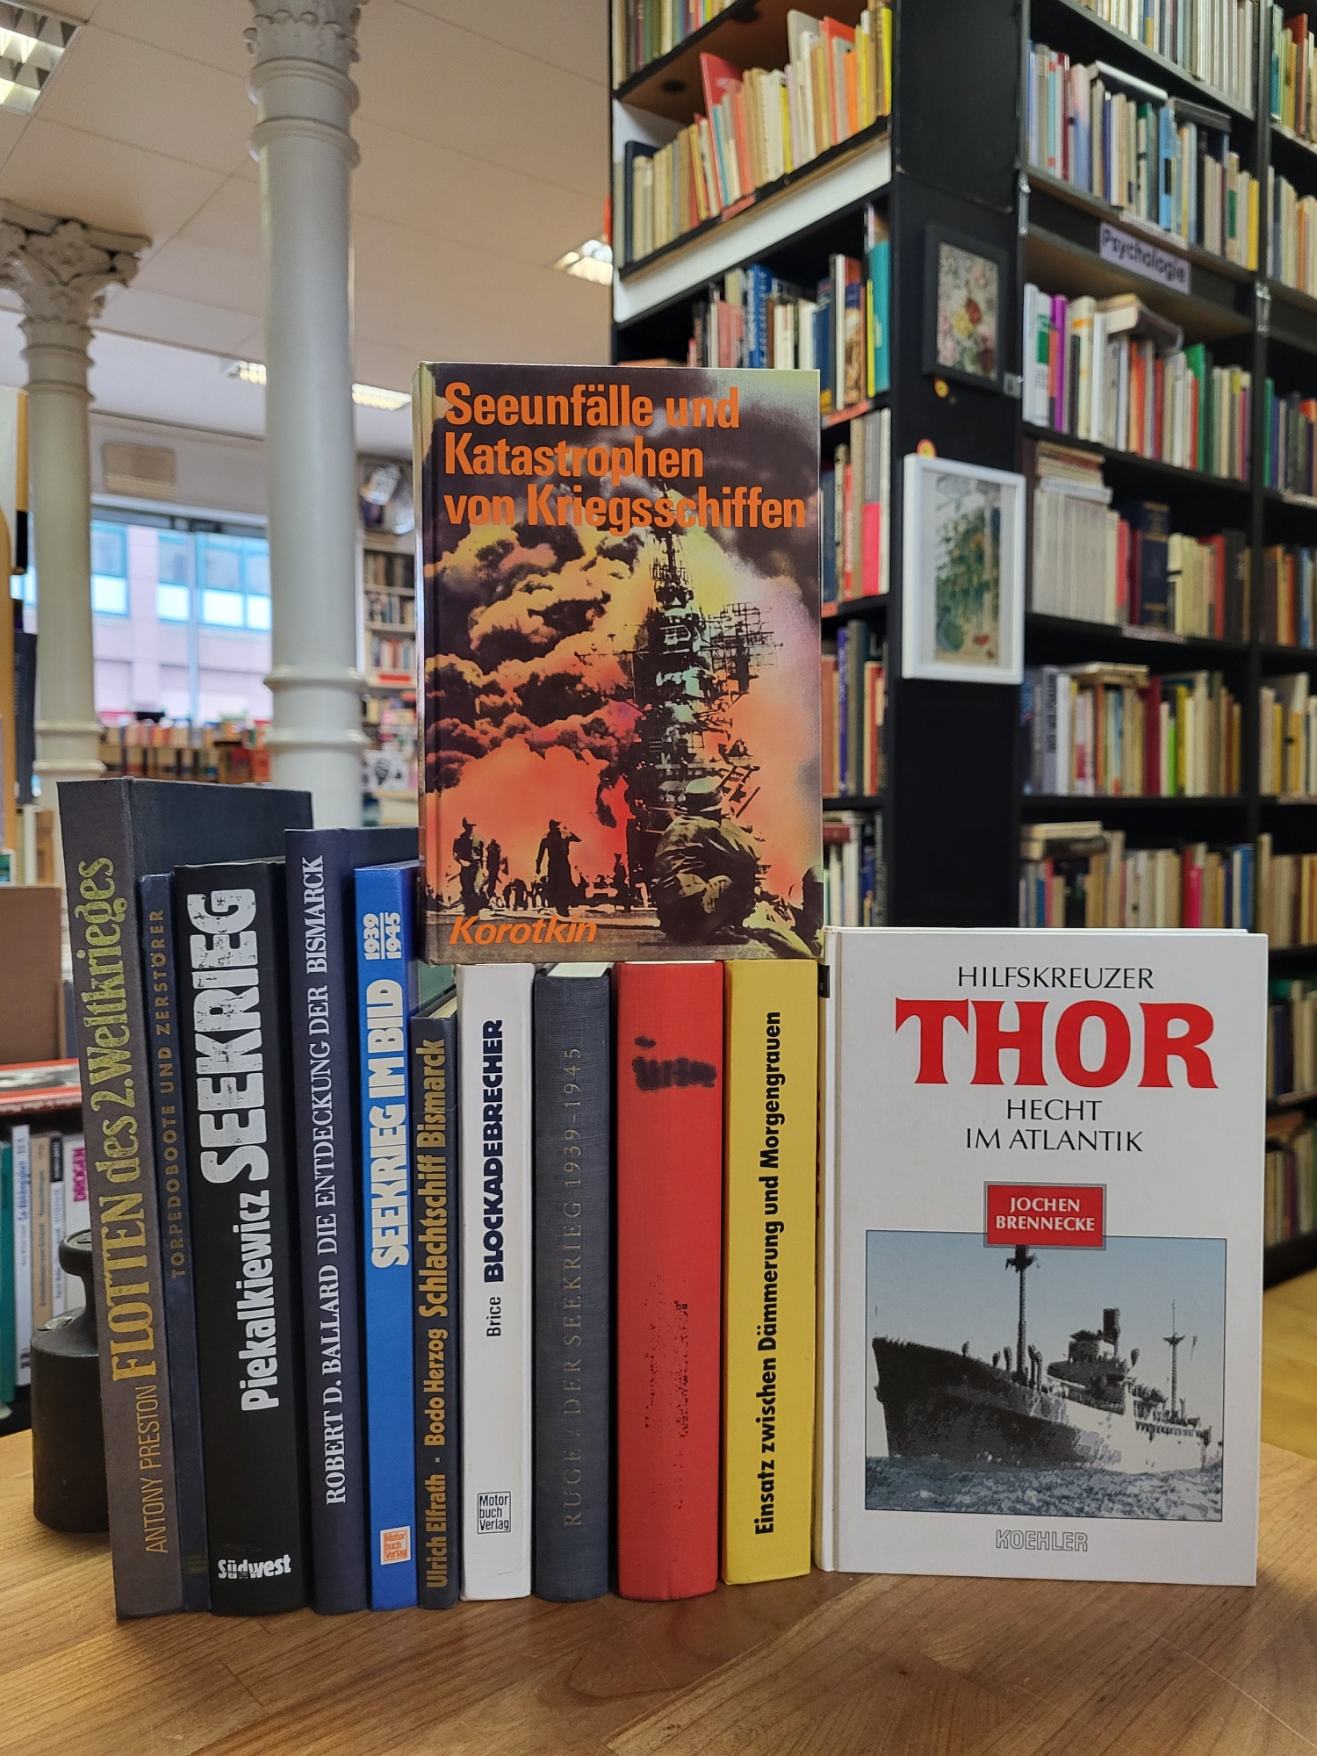 Psychologie
Seeunfälle und
Katastrophen
von Kriegsschiffen
Korotkin
ANTONY PRESTON FLOTTEN des 2. Weltkrieges
TORPEDOBOOTE UND ZERSTÖRER
Piekalkiewicz SEEKRIEG
Südwest
ROBERT D. BALLARD DIE ENTDECKUNG DER BISMARCK
SEEKRIEG IM BILD 1939
1945
Motor
buch
Verlag
Ulrich Elfrath · Bodo Herzog Schlachtschiff Bismarck
Brice BLOCKADEBRECHER
Motor
buch
Verlag
RUGE / DER SEEKRIEG 1939-1945
Einsatz zwischen Dämmerung und Morgengrauen
HILFSKREUZER
THOR
HECHT
IM ATLANTIK
JOCHEN
BRENNECKE
KOEHLER